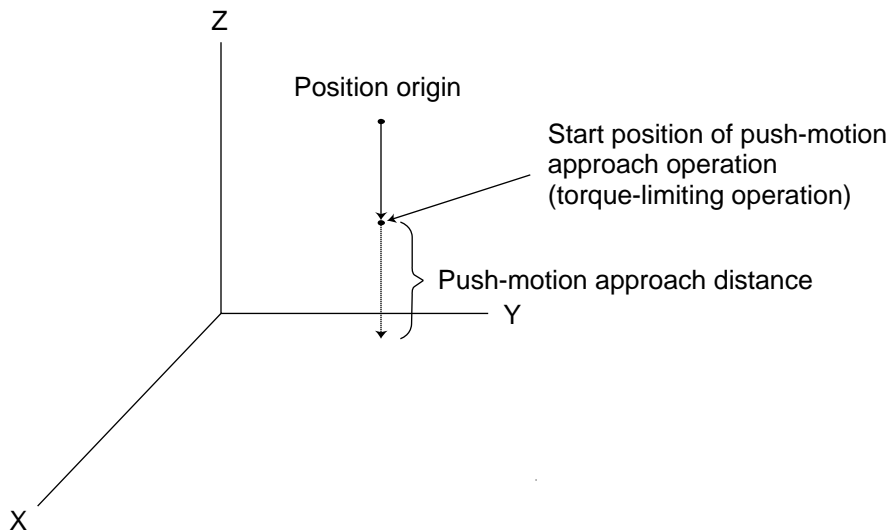 Z
Position origin
Start position of push-motion
approach operation
(torque-limiting operation)
Push-motion approach distance
Y
X